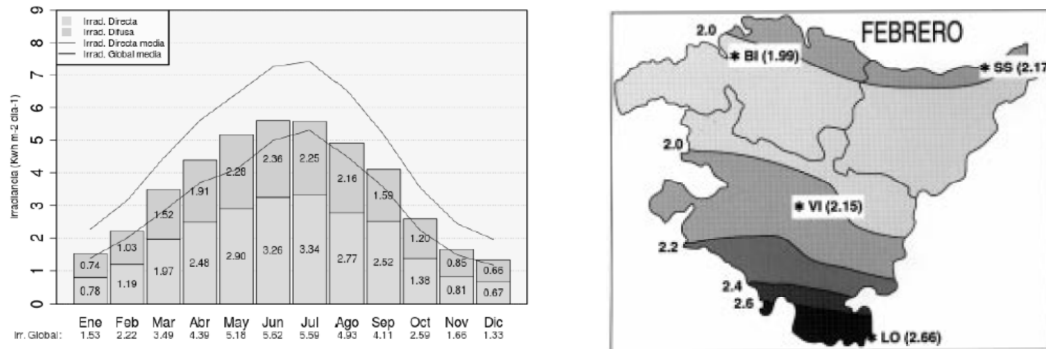 Irrad. Directa
Irrad. Difusa
Irrad. Directa media
Irrad. Global media
Irradiancia (Kwh m-2 dia-1)
9
8
7
6
5
4
3
2
1
0
0.74 1.03 1.52 1.91 2.28 2.36 2.25 2.16 1.59 1.20 0.85 0.66
0.78 1.19 1.97 2.48 2.90 3.26 3.34 2.77 2.52 1.38 0.81 0.67
Ene Feb Mar Abr May Jun Jul Ago Sep Oct Nov Dic
Irr. Global: 1.53 2.22 3.49 4.39 5.18 5.62 5.59 4.93 4.11 2.59 1.66 1.33
FEBRERO
2.0
* BI (1.99)
* SS (2.17
2.0
* VI (2.15)
2.2
2.4
2.6
* LO (2.66)